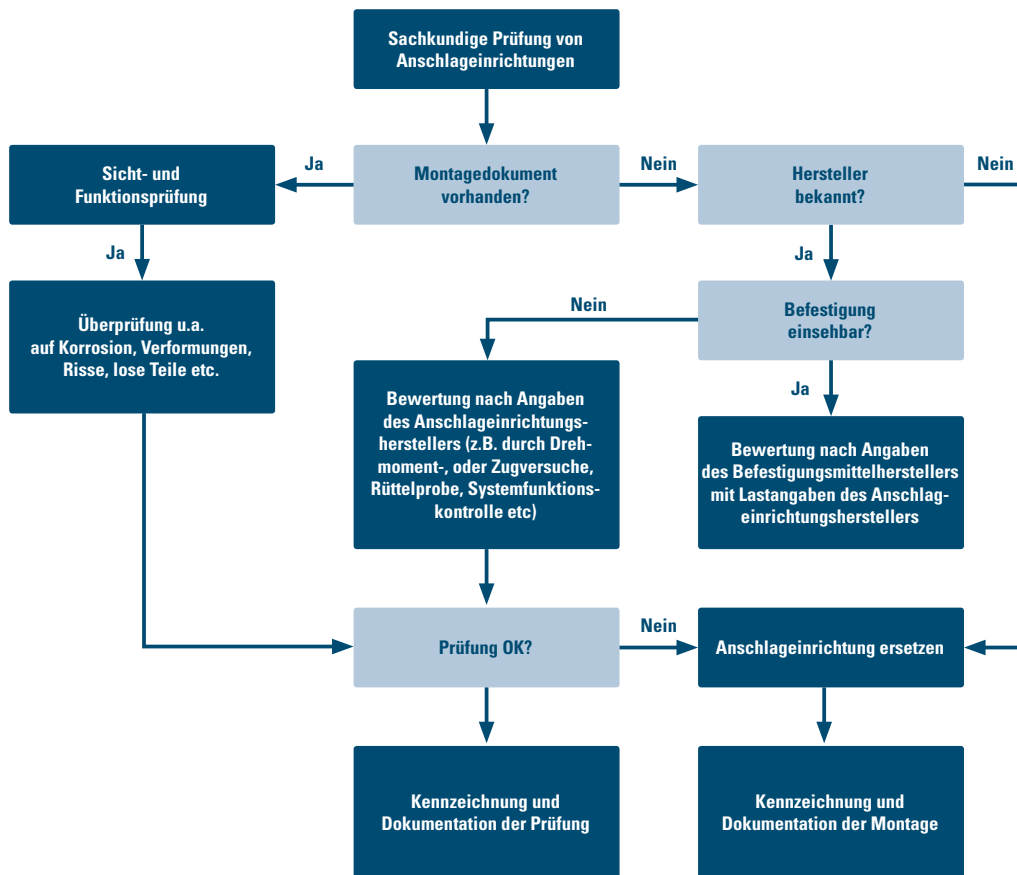 Sachkundige Prüfung von
Anschlageinrichtungen
Ja
Nein
Nein
Sicht- und
Funktionsprüfung
Montagedokument
vorhanden?
Hersteller
bekannt?
Ja
Ja
Nein
Überprüfung u.a.
auf Korrosion, Verformungen,
Risse, lose Teile etc.
Befestigung
einsehbar?
Ja
Bewertung nach Angaben
des Anschlageinrichtungs-
herstellers (z.B. durch Dreh-
moment-, oder Zugversuche,
Rüttelprobe, Systemfunktions-
kontrolle etc)
Bewertung nach Angaben
des Befestigungsmittelherstellers
mit Lastangaben des Anschlag-
einrichtungsherstellers
Prüfung OK?
Nein
Anschlageinrichtung ersetzen
Kennzeichnung und
Dokumentation der Prüfung
Kennzeichnung und
Dokumentation der Montage